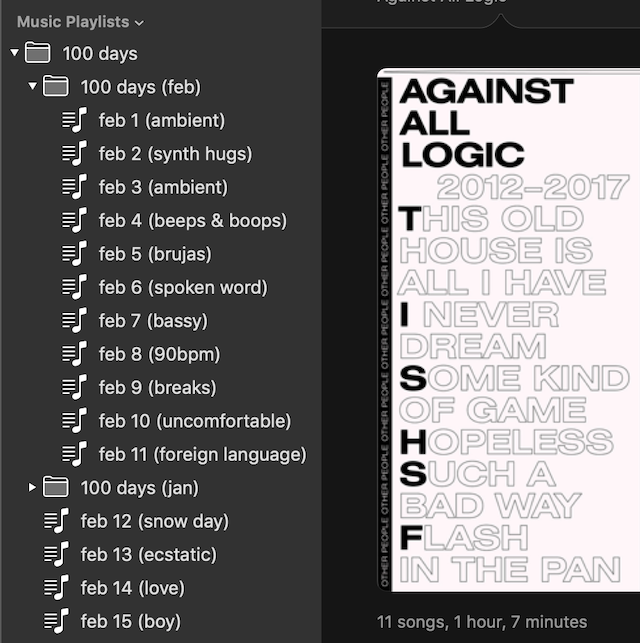 Music Playlists
100 days
100 days (feb)
feb 1 (ambient)
feb 2 (synth hugs)
feb 3 (ambient)
feb 4 (beeps & boops)
feb 5 (brujas)
feb 6 (spoken word)
feb 7 (bassy)
feb 8 (90bpm)
feb 9 (breaks)
feb 10 (uncomfortable)
feb 11 (foreign language)
100 days (jan)
feb 12 (snow day)
feb 13 (ecstatic)
feb 14 (love)
feb 15 (boy)
Against All Logic
OTHER PEOPLE OTHER PEOPLE OTHER PEOPLE OTHER PEOPLE OTHER PEOPLE OTHER PEOPLE OTHER PEOPLE OTHER PEOPLE
AGAINST
ALL
LOGIC
2012–2017
THIS OLD
HOUSE IS
ALL I HAVE
I NEVER
DREAM
SOME KIND
OF GAME
HOPELESS
SUCH A
BAD WAY
FLASH
IN THE PAN
11 songs, 1 hour, 7 minutes